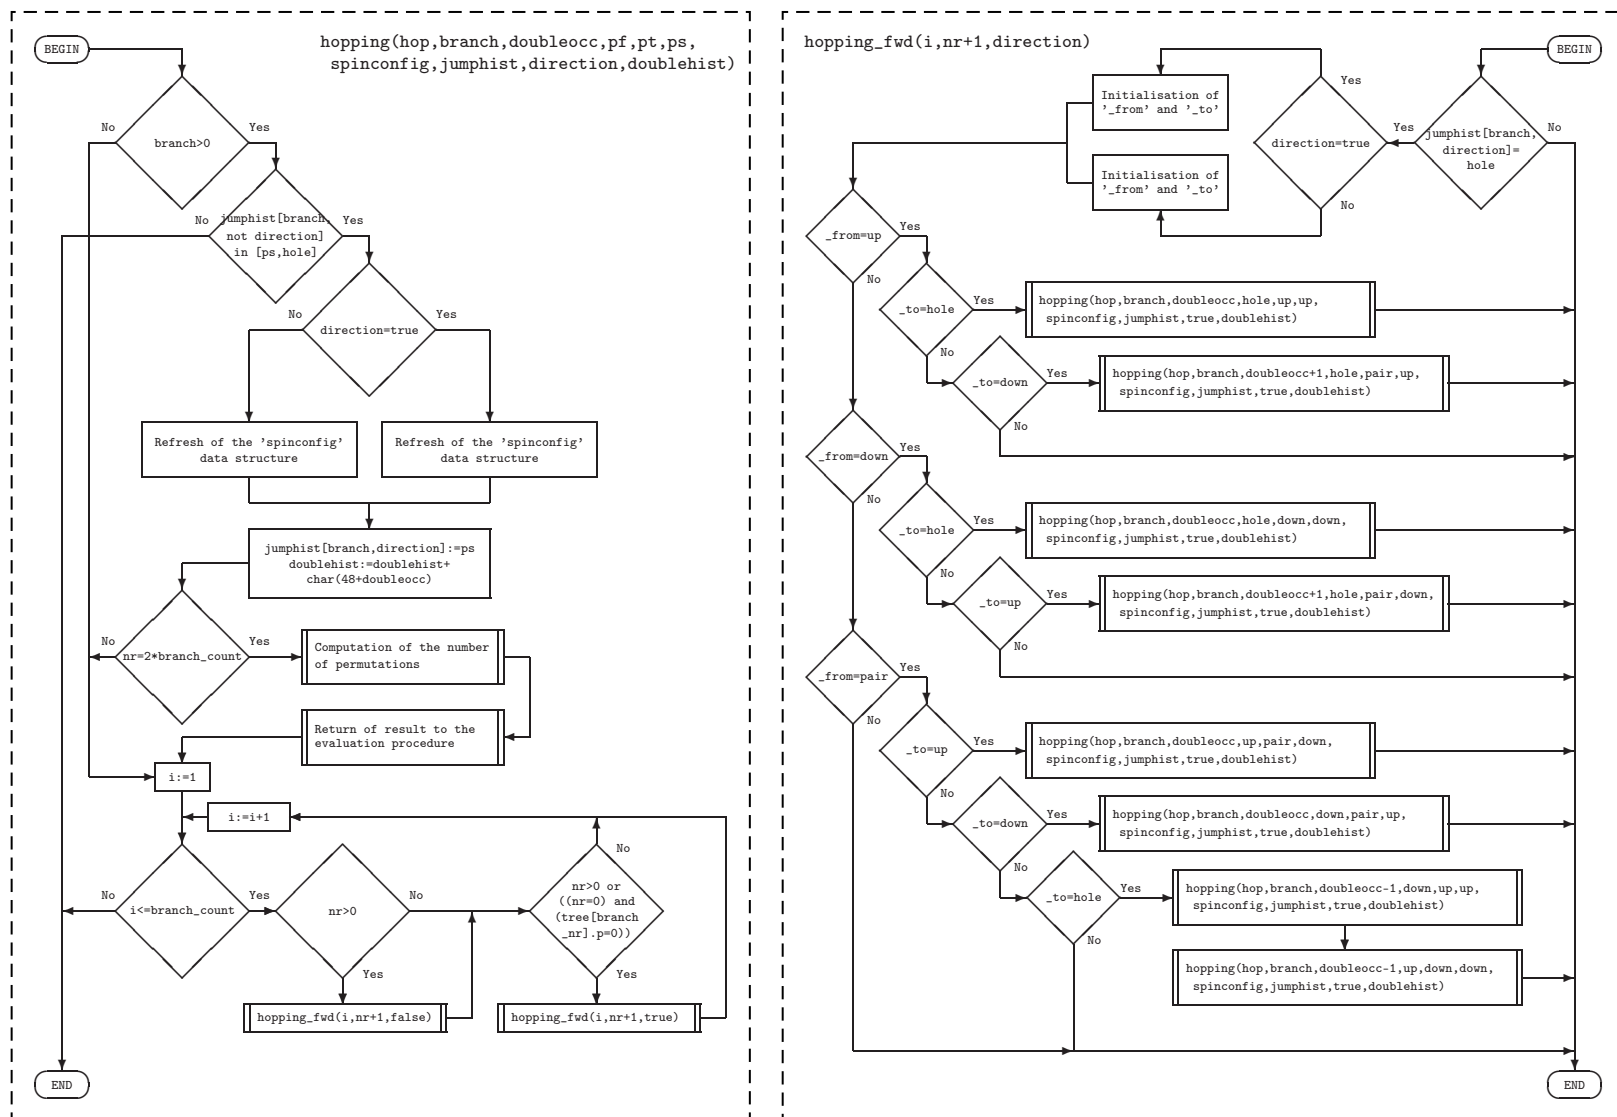 hopping(hop,branch,doubleocc,pf,pt,ps,
spinconfig,jumphist,direction,doublehist)
BEGIN
branch>0
No
Yes
jumphist[branch,
not direction]
in [ps,hole]
No
Yes
direction=true
No
Yes
Refresh of the 'spinconfig'
data structure
Refresh of the 'spinconfig'
data structure
jumphist[branch,direction]:=ps
doublehist:=doublehist+
char(48+doubleocc)
nr=2*branch_count
No
Yes
Computation of the number
of permutations
Return of result to the
evaluation procedure
i:=1
i:=i+1
i<=branch_count
No
Yes
nr>0
No
Yes
nr>0 or
((nr=0) and
(tree[branch
_nr].p=0))
No
Yes
hopping_fwd(i,nr+1,false)
hopping_fwd(i,nr+1,true)
END
hopping_fwd(i,nr+1,direction)
BEGIN
jumphist[branch,
direction]=
hole
Yes
No
direction=true
Yes
No
Initialisation of
'_from' and '_to'
Initialisation of
'_from' and '_to'
_from=up
Yes
No
_to=hole
Yes
No
hopping(hop,branch,doubleocc,hole,up,up,
spinconfig,jumphist,true,doublehist)
_to=down
Yes
No
hopping(hop,branch,doubleocc+1,hole,pair,up,
spinconfig,jumphist,true,doublehist)
_from=down
Yes
No
_to=hole
Yes
No
hopping(hop,branch,doubleocc,hole,down,down,
spinconfig,jumphist,true,doublehist)
_to=up
Yes
No
hopping(hop,branch,doubleocc+1,hole,pair,down,
spinconfig,jumphist,true,doublehist)
_from=pair
Yes
No
_to=up
Yes
No
hopping(hop,branch,doubleocc,up,pair,down,
spinconfig,jumphist,true,doublehist)
_to=down
Yes
No
hopping(hop,branch,doubleocc,down,pair,up,
spinconfig,jumphist,true,doublehist)
_to=hole
Yes
No
hopping(hop,branch,doubleocc-1,down,up,up,
spinconfig,jumphist,true,doublehist)
hopping(hop,branch,doubleocc-1,up,down,down,
spinconfig,jumphist,true,doublehist)
END